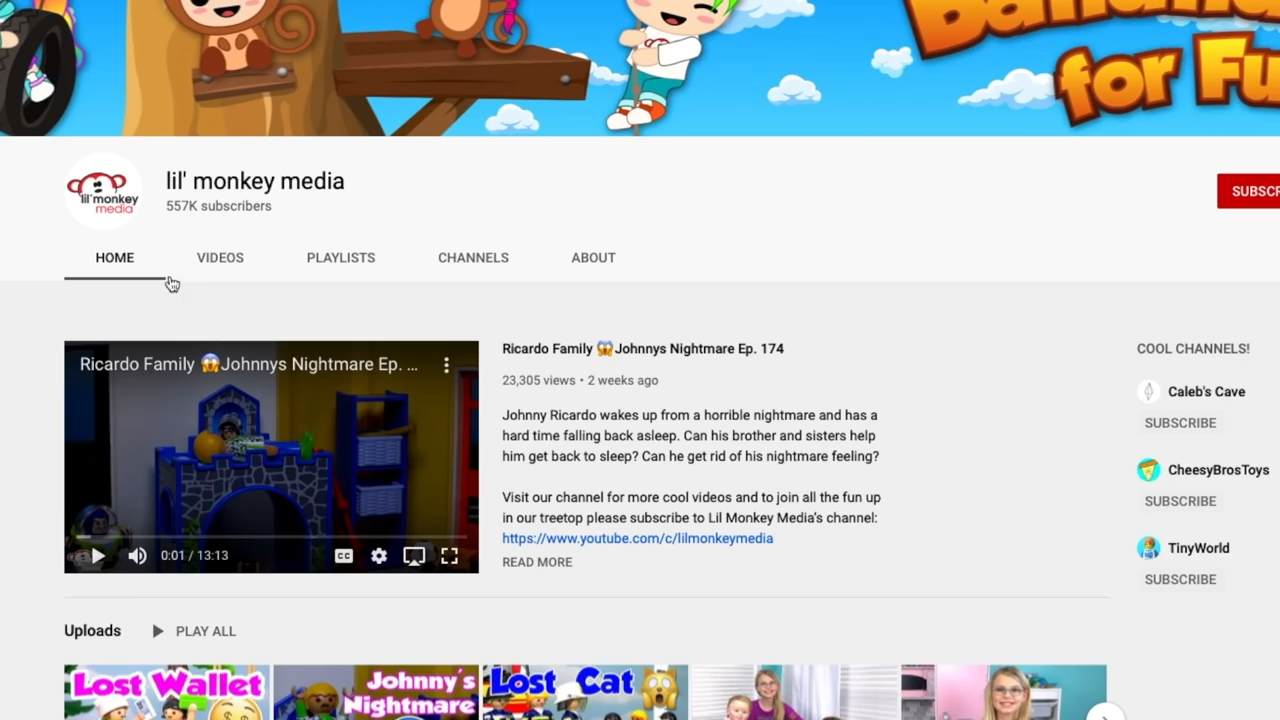 Banana
for Fu
lil' monkey media
lil' monkey media
557K subscribers
SUBSCR
HOME VIDEOS PLAYLISTS CHANNELS ABOUT
Ricardo Family 😱Johnnys Nightmare Ep. ...
0:01 / 13:13
CC
Ricardo Family 😱Johnnys Nightmare Ep. 174
23,305 views • 2 weeks ago
Johnny Ricardo wakes up from a horrible nightmare and has a
hard time falling back asleep. Can his brother and sisters help
him get back to sleep? Can he get rid of his nightmare feeling?
Visit our channel for more cool videos and to join all the fun up
in our treetop please subscribe to Lil Monkey Media's channel:
https://www.youtube.com/c/lilmonkeymedia
READ MORE
COOL CHANNELS!
Caleb's Cave
SUBSCRIBE
CheesyBrosToys
SUBSCRIBE
TinyWorld
SUBSCRIBE
Uploads PLAY ALL
Lost Wallet
Johnny's
Nightmare
Lost Cat